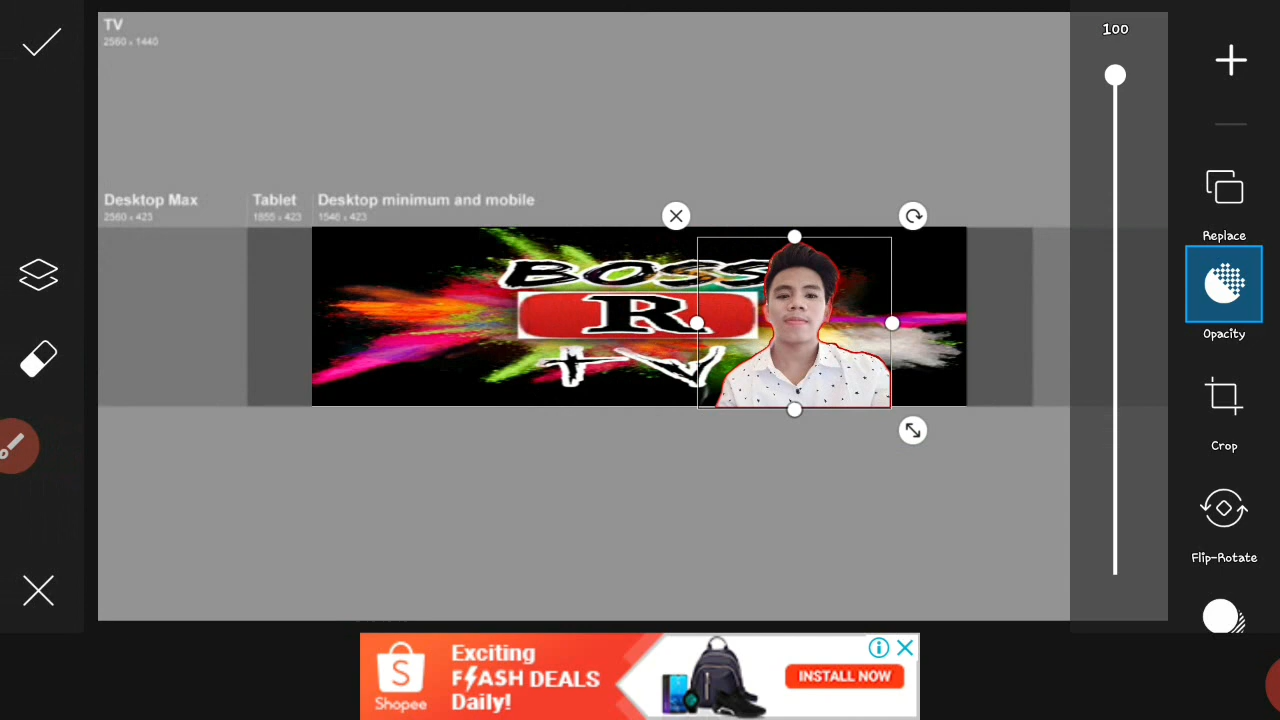 TV
2560 x 1440
100
Desktop Max
Tablet
Desktop minimum and mobile
2560 x 423
1855 x 423
1546 x 423
BOSS
R
tv
Replace
Opacity
Crop
Flip-Rotate
Exciting
FLASH DEALS
Daily!
Shopee
INSTALL NOW